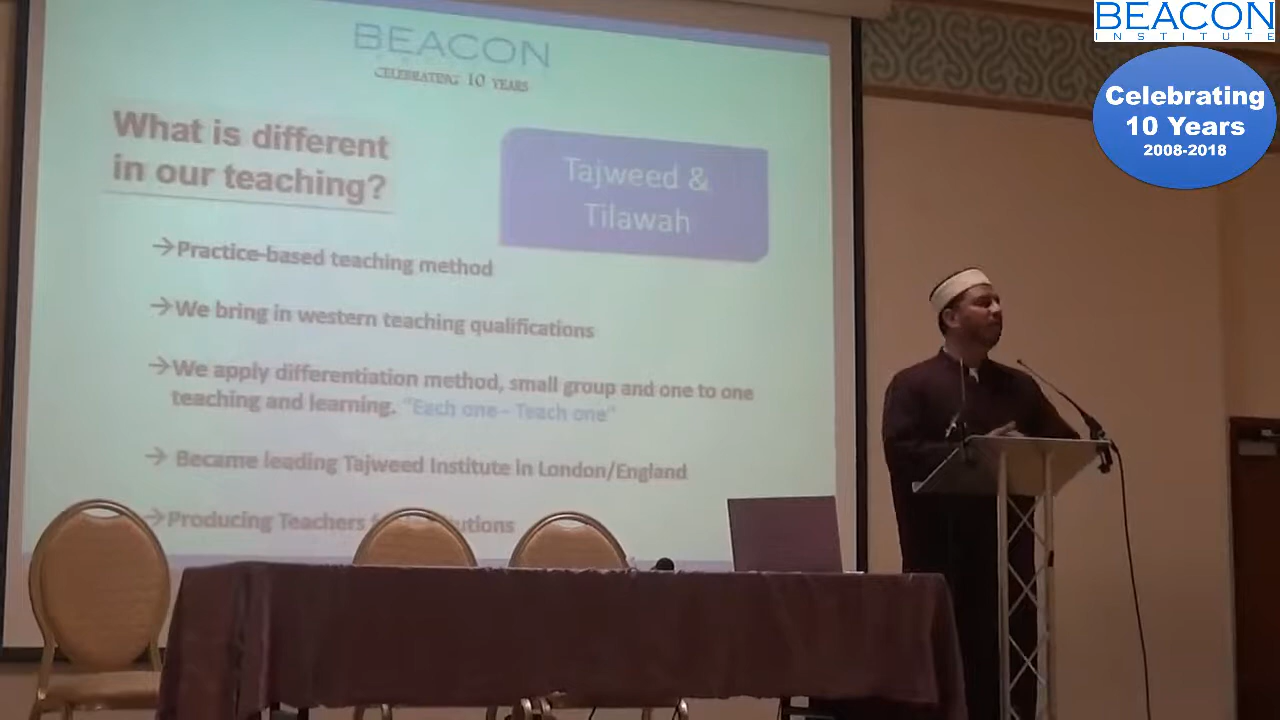 BEACON
CELEBRATING 10 YEARS
What is different
in our teaching?
Tajweed &
Tilawah
→Practice-based teaching method
→We bring in western teaching qualifications
→We apply differentiation method, small group and one to one
teaching and learning. "Each one - Teach one"
→ Became leading Tajweed Institute in London/England
→Producing Teachers
BEACON
INSTITUTE
Celebrating
10 Years
2008-2018